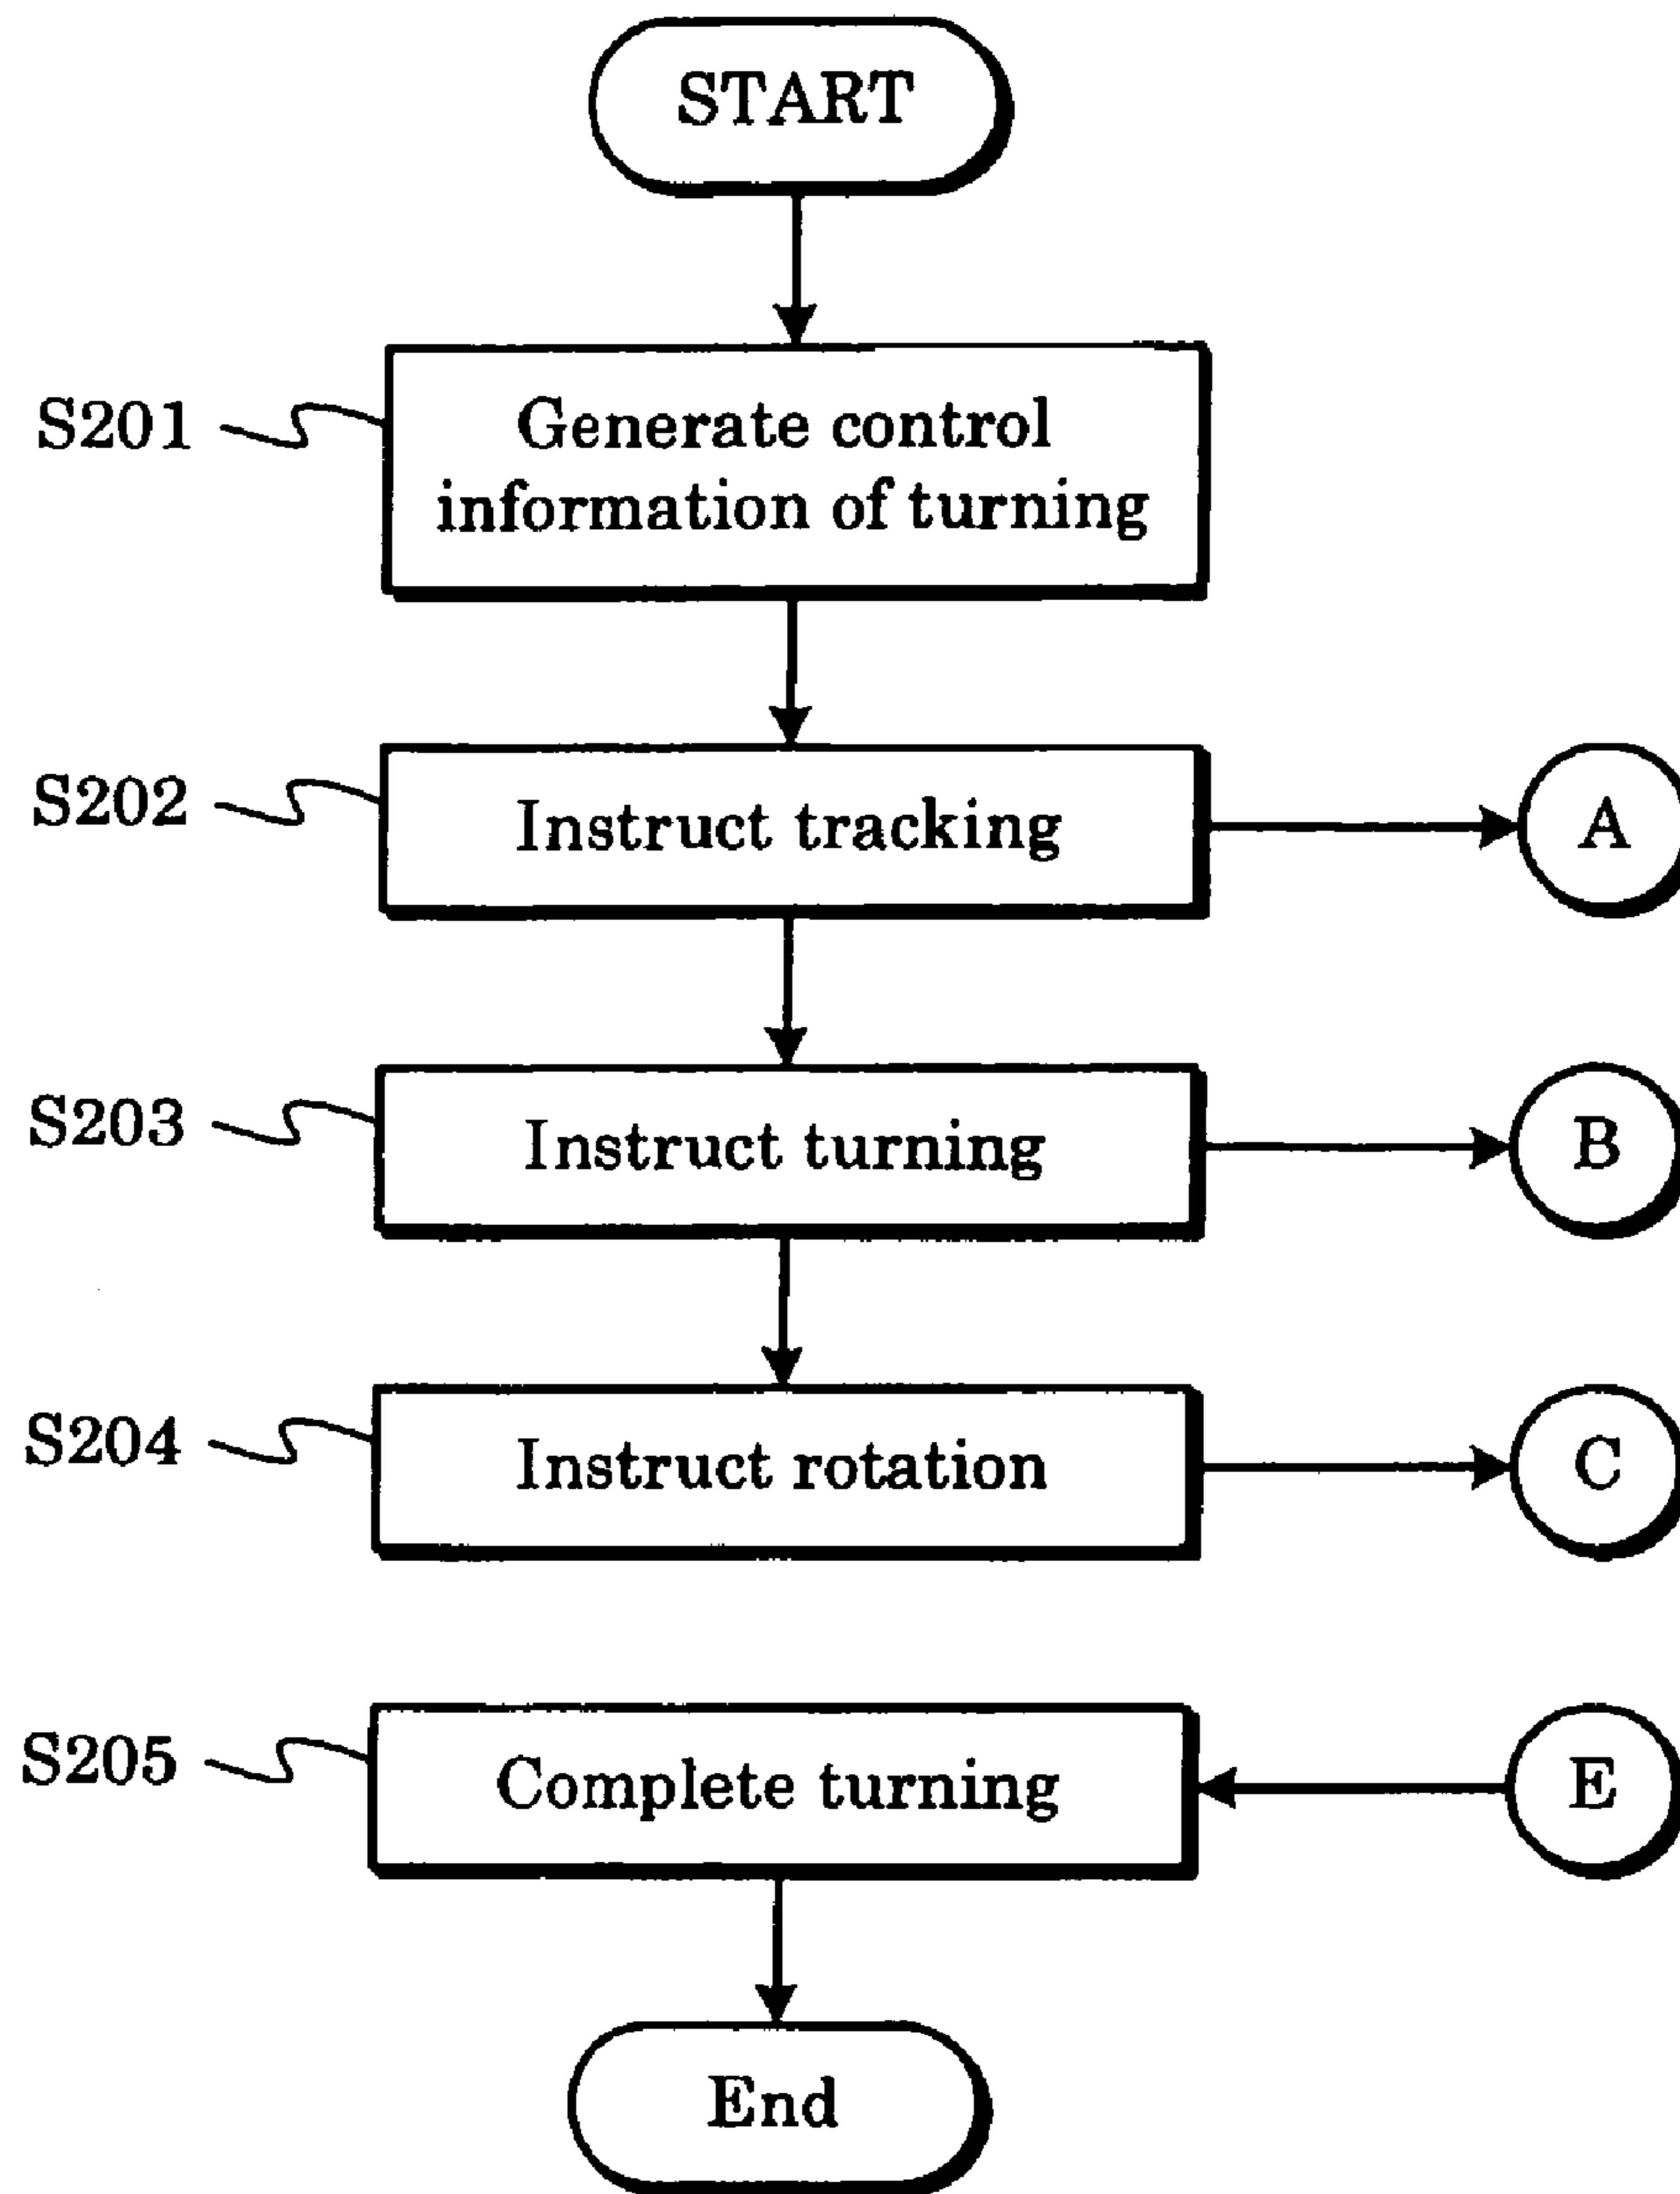 START
S201
Generate control
information of turning
S202
Instruct tracking
A
S203
Instruct turning
B
S204
Instruct rotation
C
S205
Complete turning
E
End